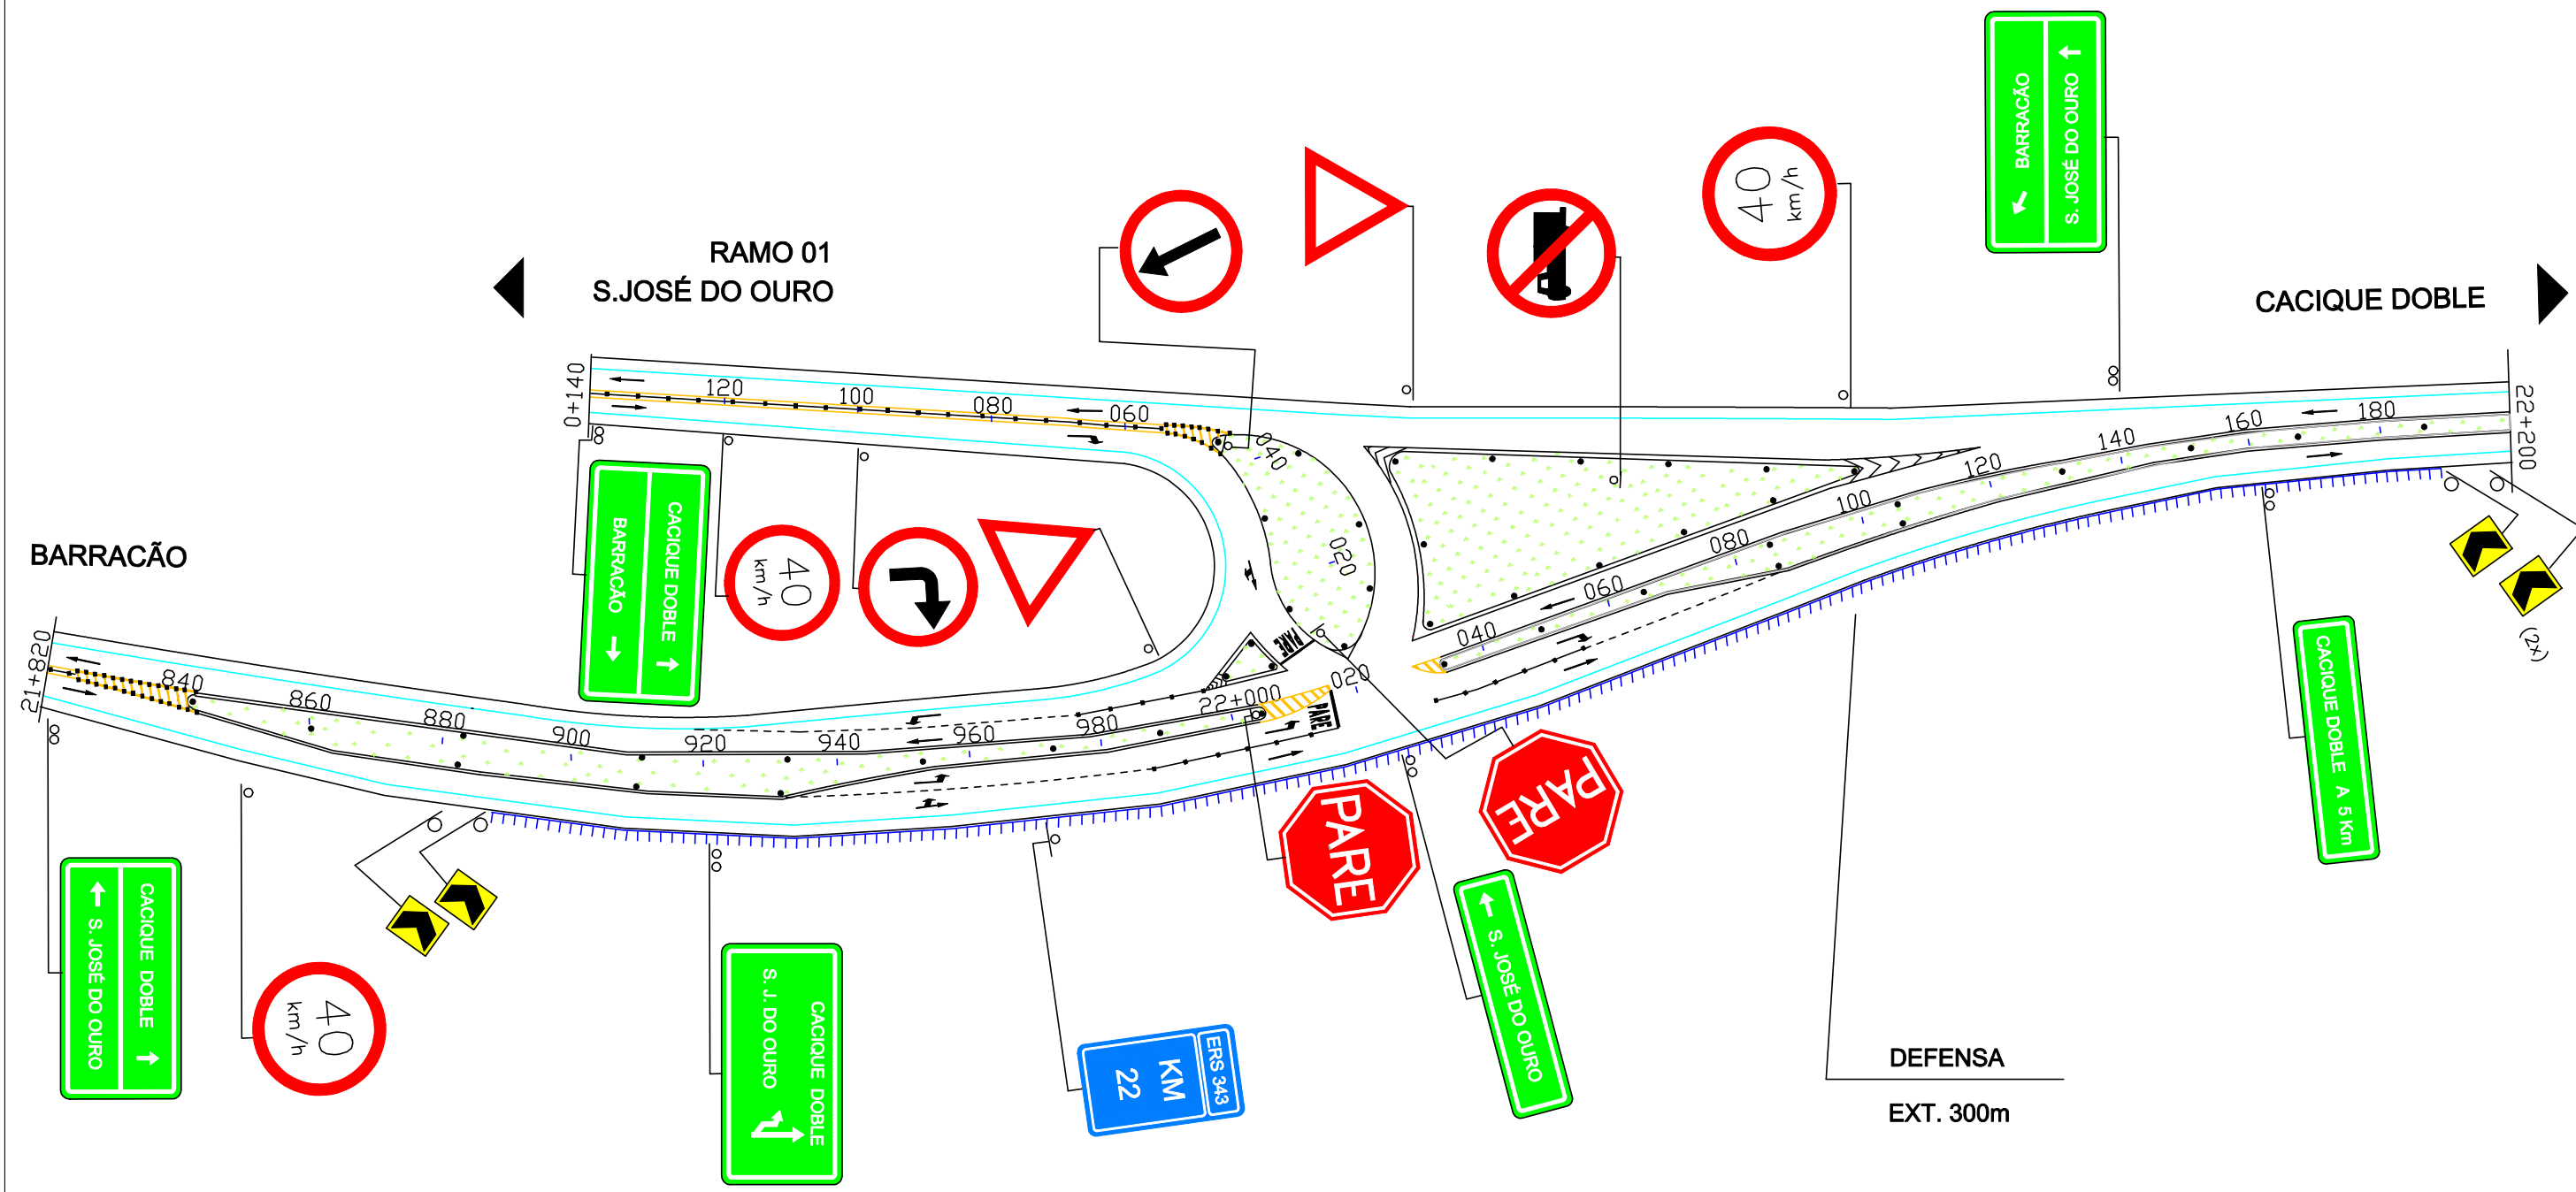 BARRACÃO
S. JOSÉ DO OURO
40
km/h
RAMO 01
S.JOSÉ DO OURO
CACIQUE DOBLE
0+140
120
100
080
060
040
020
180
160
140
120
100
080
060
040
020
22+200
CACIQUE DOBLE
BARRACÃO
40
km/h
BARRACÃO
21+820
840
860
880
900
920
940
960
980
22+000
PARE
PARE
(2x)
CACIQUE DOBLE A 5 Km
PARE
PARE
CACIQUE DOBLE
S. JOSÉ DO OURO
40
km/h
CACIQUE DOBLE
S. J. DO OURO
ERS 343
KM
22
S. JOSÉ DO OURO
DEFENSA
EXT. 300m